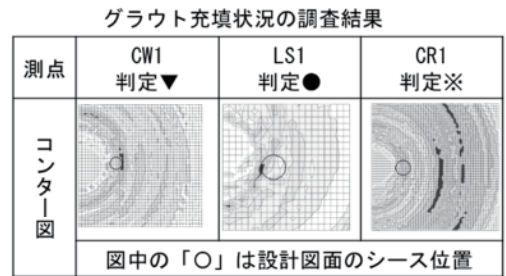 グラウト充填状況の調査結果
測点
CW1
判定▼
LS1
判定●
CR1
判定※
コンター図
図中の「○」は設計図面のシース位置